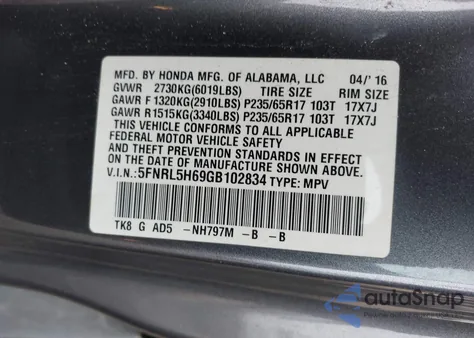 MFD. BY HONDA MFG. OF ALABAMA, LLC 04/'16
GVWR 2730KG(6019LBS) TIRE SIZE RIM SIZE
GAWR F 1320KG(2910LBS) P235/65R17 103T 17X7J
GAWR R1515KG(3340LBS) P235/65R17 103T 17X7J
THIS VEHICLE CONFORMS TO ALL APPLICABLE
FEDERAL MOTOR VEHICLE SAFETY, BUMPER,
AND THEFT PREVENTION STANDARDS IN EFFECT
ON THE DATE OF MANUFACTURE SHOWN ABOVE.
V.I.N.:5FNRL5H69GB102834 TYPE: MPV
TK8 G AD5 -NH797M -B -B
autoSnap